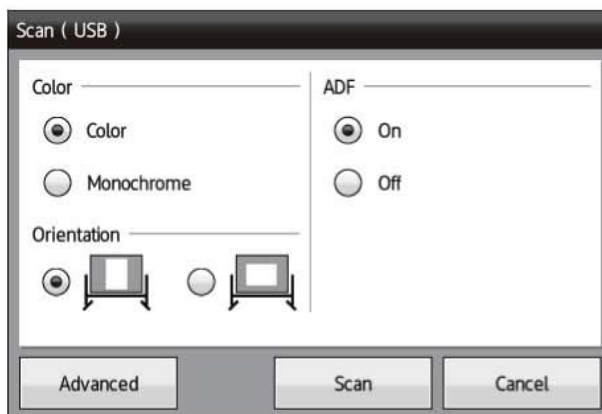 Scan ( USB )
Color
Color
Monochrome
Orientation
ADF
On
Off
Advanced
Scan
Cancel